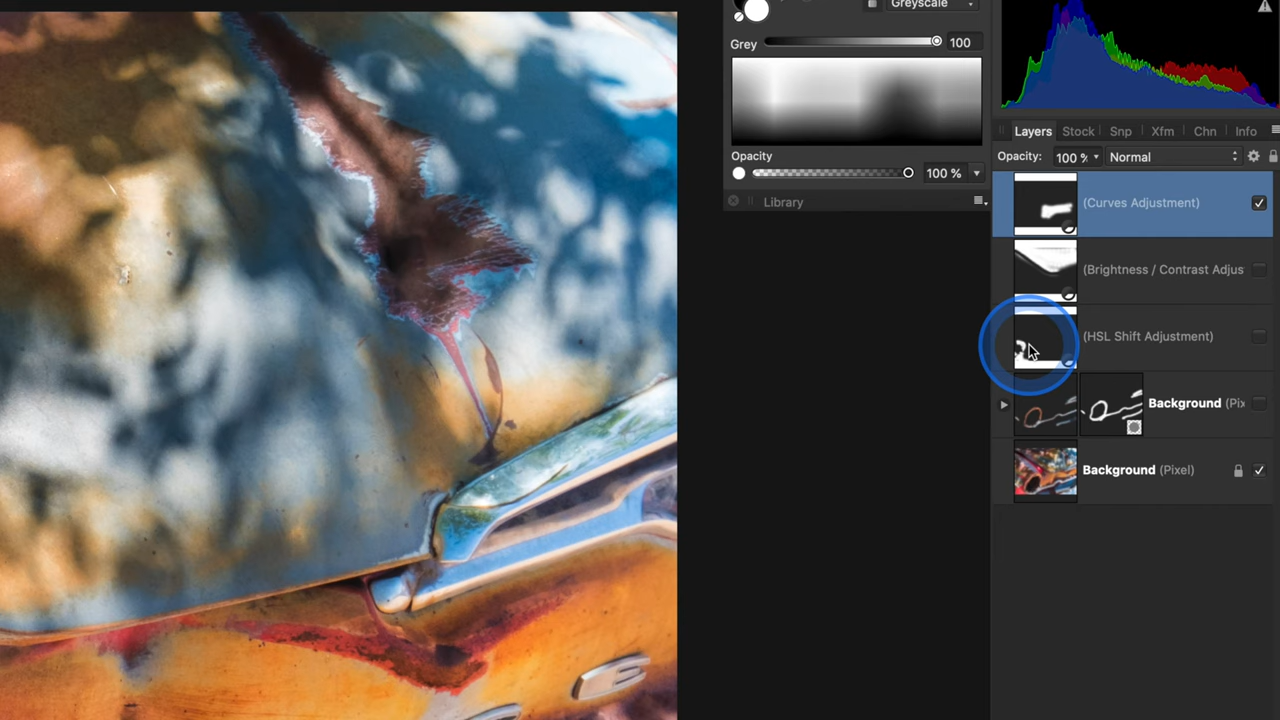 Greyscale
Grey 100
Opacity
100 %
Library
Layers Stock Snp Xfm Chn Info
Opacity: 100 % Normal
(Curves Adjustment)
(Brightness / Contrast Adjus
(HSL Shift Adjustment)
Background (Pix
Background (Pixel)